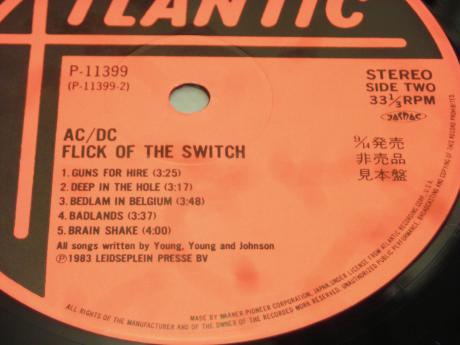 ATLANTIC
P-11399
(P-11399-2)
STEREO
SIDE TWO
33 1/3 RPM
AC/DC
FLICK OF THE SWITCH
9/14 発売
非売品
見本盤
1. GUNS FOR HIRE (3:25)
2. DEEP IN THE HOLE (3:17)
3. BEDLAM IN BELGIUM (3:48)
4. BADLANDS (3:37)
5. BRAIN SHAKE (4:00)
All songs written by Young, Young and Johnson
Ⓟ1983 LEIDSEPLEIN PRESSE BV
MADE BY WARNER-PIONEER CORPORATION, JAPAN, UNDER LICENSE FROM ATLANTIC RECORDING CORP., U.S.A.
ALL RIGHTS OF THE MANUFACTURER AND OF THE OWNER OF THE RECORDED WORK RESERVED. UNAUTHORIZED PUBLIC PERFORMANCE, BROADCASTING AND COPYING OF THIS RECORD PROHIBITED.